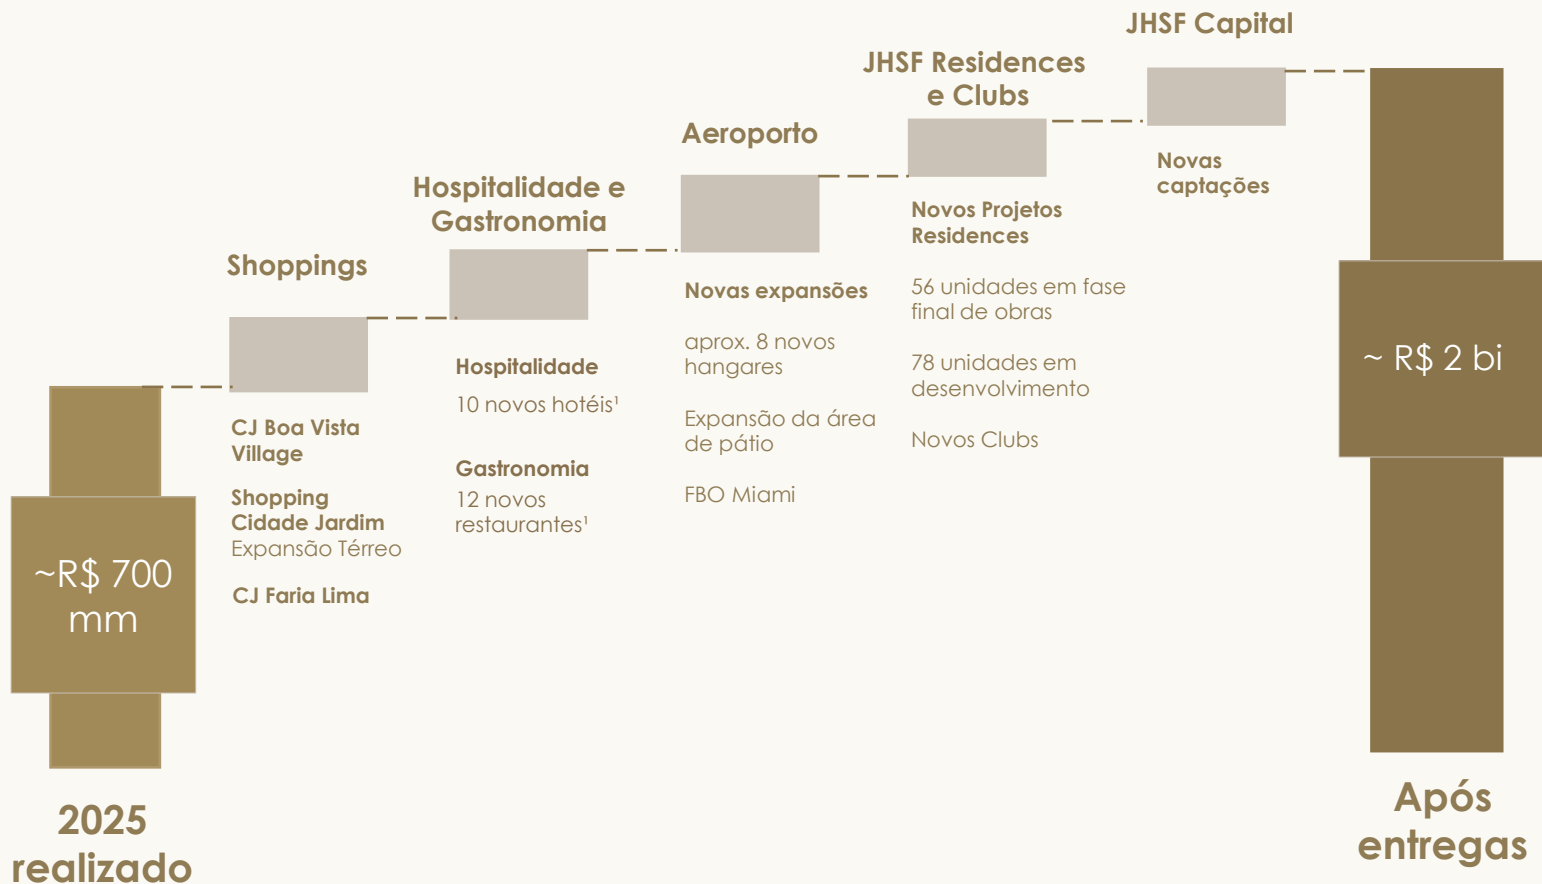 JHSF Capital
JHSF Residences
e Clubs
Aeroporto
Hospitalidade e
Gastronomia
Shoppings
~R$ 700
mm
2025
realizado
CJ Boa Vista
Village
Shopping
Cidade Jardim
Expansão Térreo
CJ Faria Lima
Hospitalidade
10 novos hotéis¹
Gastronomia
12 novos
restaurantes¹
Novas expansões
aprox. 8 novos
hangares
Expansão da área
de pátio
FBO Miami
Novos Projetos
Residences
56 unidades em fase
final de obras
78 unidades em
desenvolvimento
Novos Clubs
Novas
captações
~ R$ 2 bi
Após
entregas